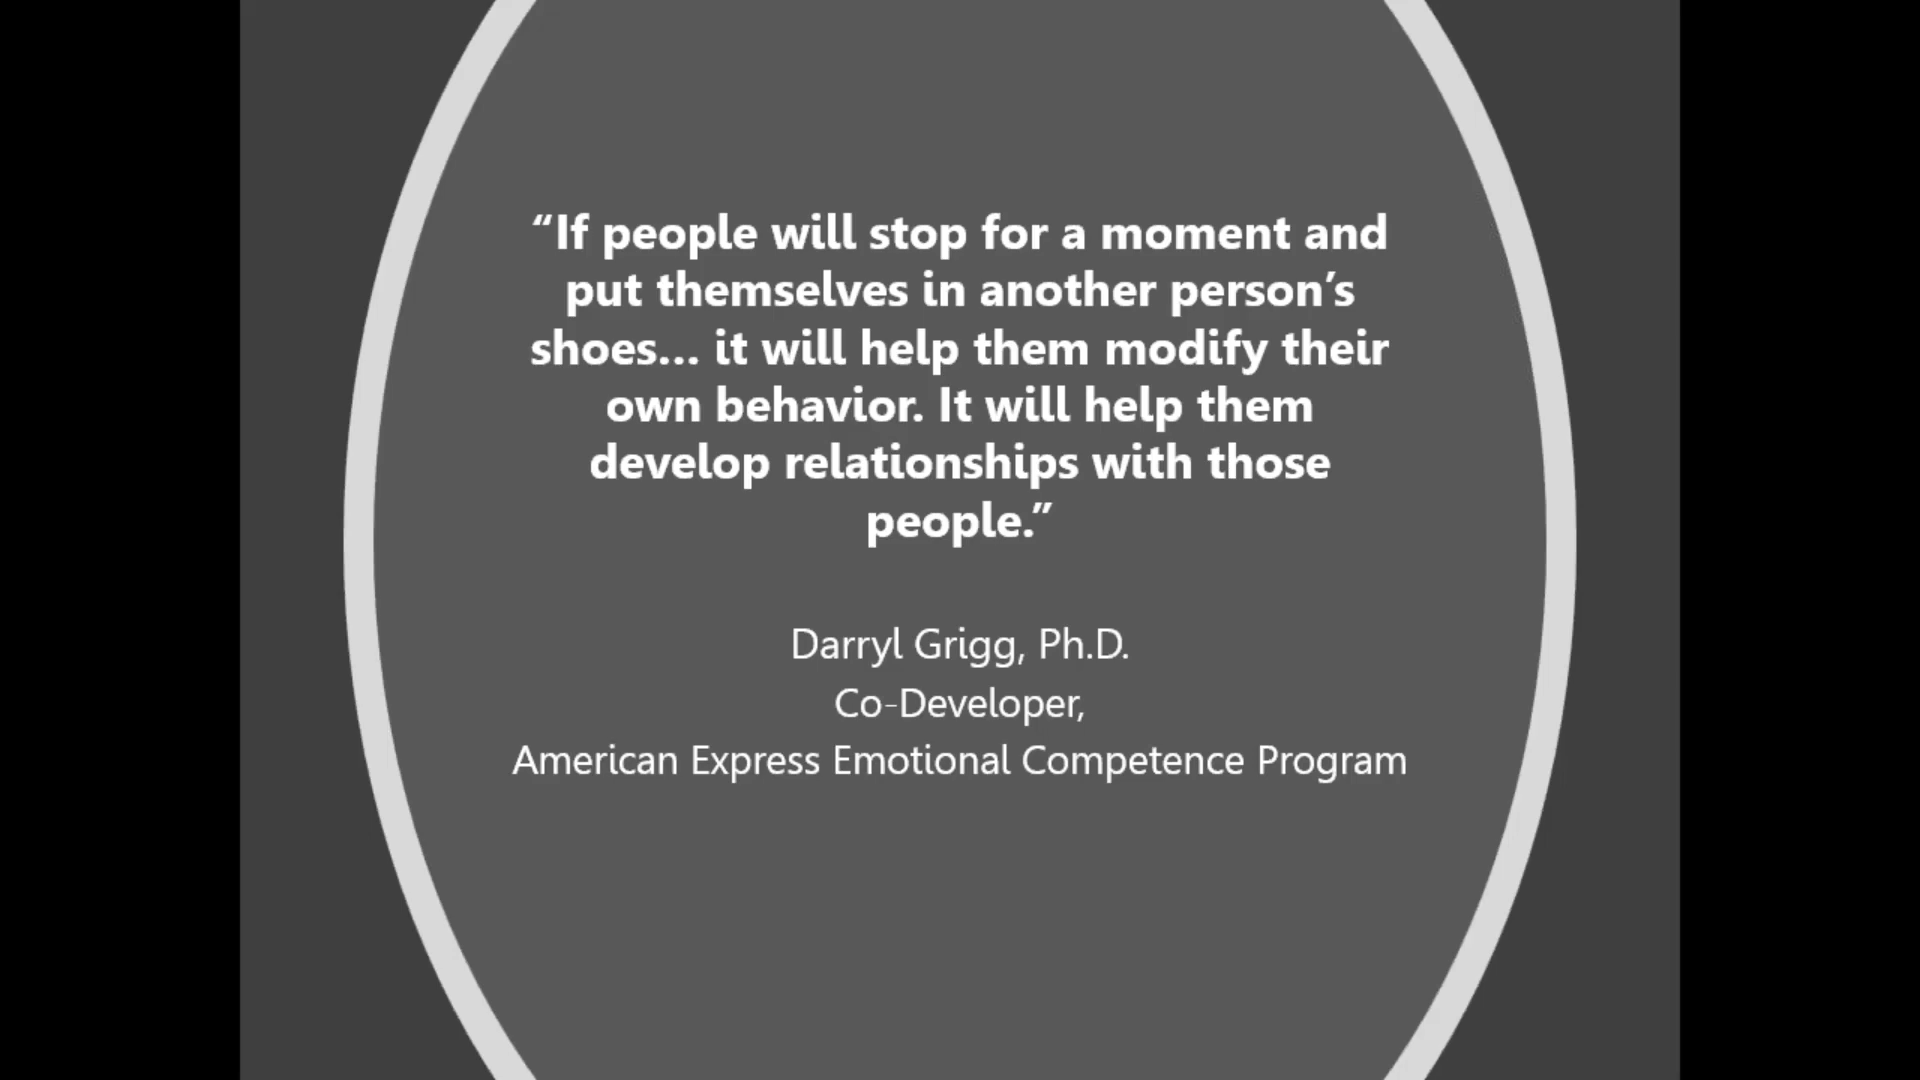 “If people will stop for a moment and
put themselves in another person’s
shoes... it will help them modify their
own behavior. It will help them
develop relationships with those
people.”
Darryl Grigg, Ph.D.
Co-Developer,
American Express Emotional Competence Program